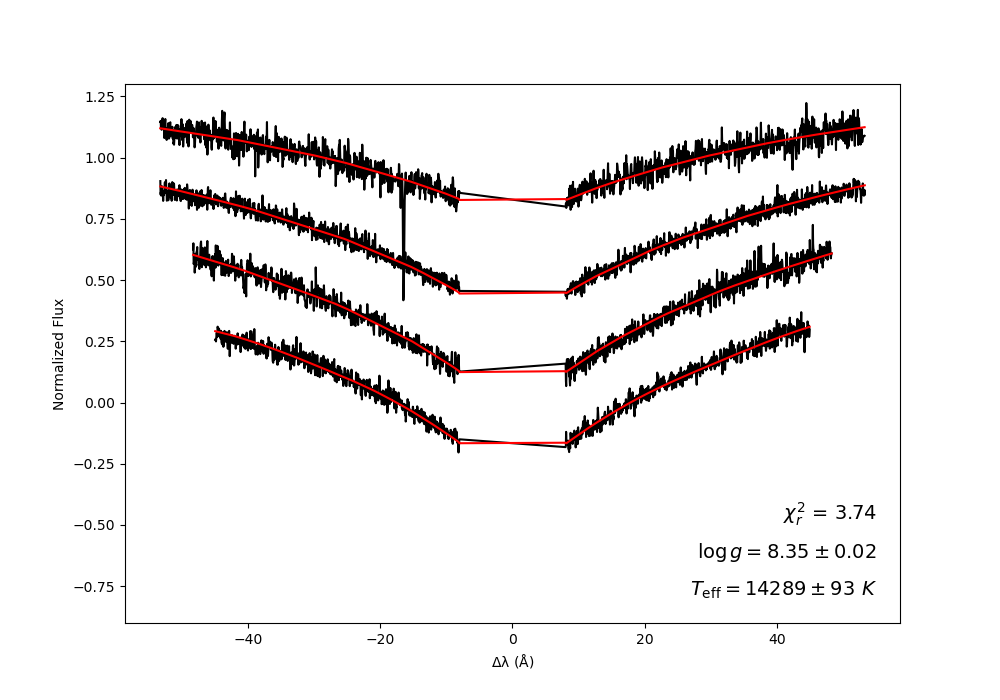 1.25
1.00
0.75
0.50
0.25
0.00
−0.25
−0.50
−0.75
Normalized Flux
χ²ᵣ = 3.74
log g = 8.35 ± 0.02
T_eff = 14289 ± 93 K
−40 −20 0 20 40
Δλ (Å)